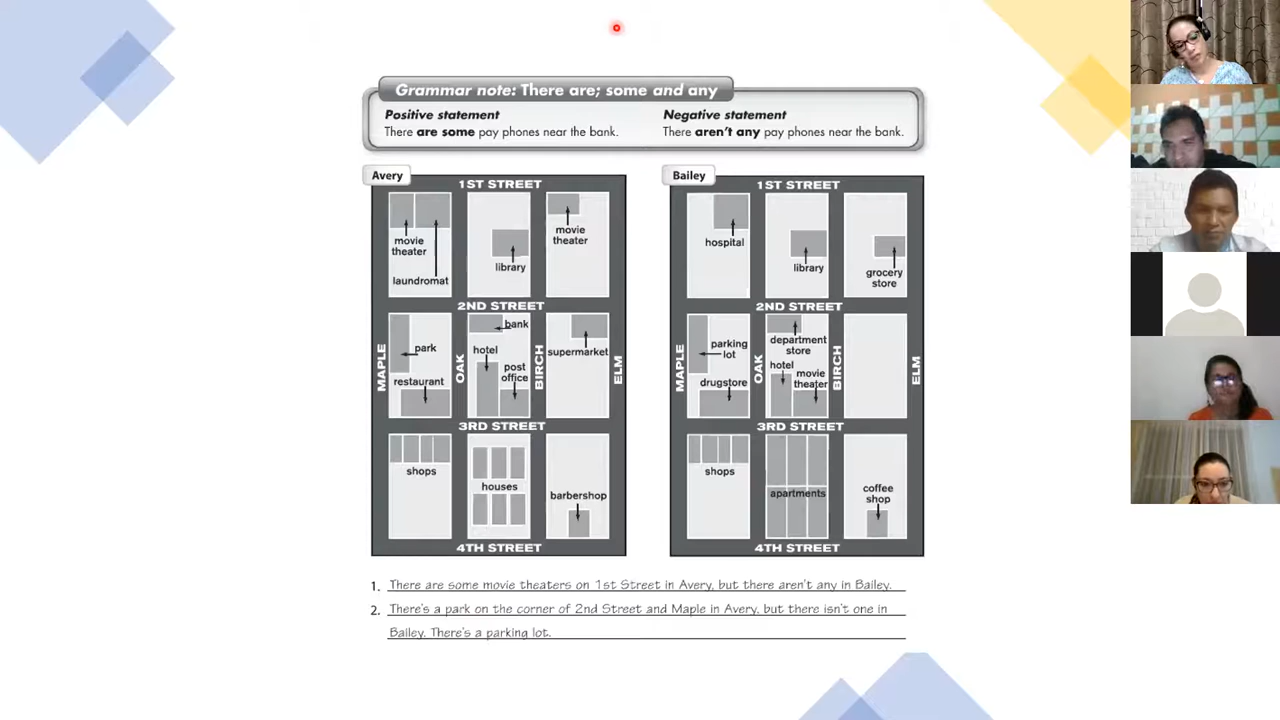 Grammar note: There are; some and any
Positive statement
There are some pay phones near the bank.
Negative statement
There aren't any pay phones near the bank.
Avery
1ST STREET
movie
theater
laundromat
library
movie
theater
2ND STREET
MAPLE
park
restaurant
OAK
bank
hotel
post
office
BIRCH
supermarket
ELM
3RD STREET
shops
houses
barbershop
4TH STREET
Bailey
1ST STREET
hospital
library
grocery
store
2ND STREET
MAPLE
parking
lot
drugstore
OAK
department
store
hotel
movie
theater
BIRCH
ELM
3RD STREET
shops
apartments
coffee
shop
4TH STREET
1. There are some movie theaters on 1st Street in Avery, but there aren't any in Bailey.
2. There's a park on the corner of 2nd Street and Maple in Avery, but there isn't one in
Bailey. There's a parking lot.